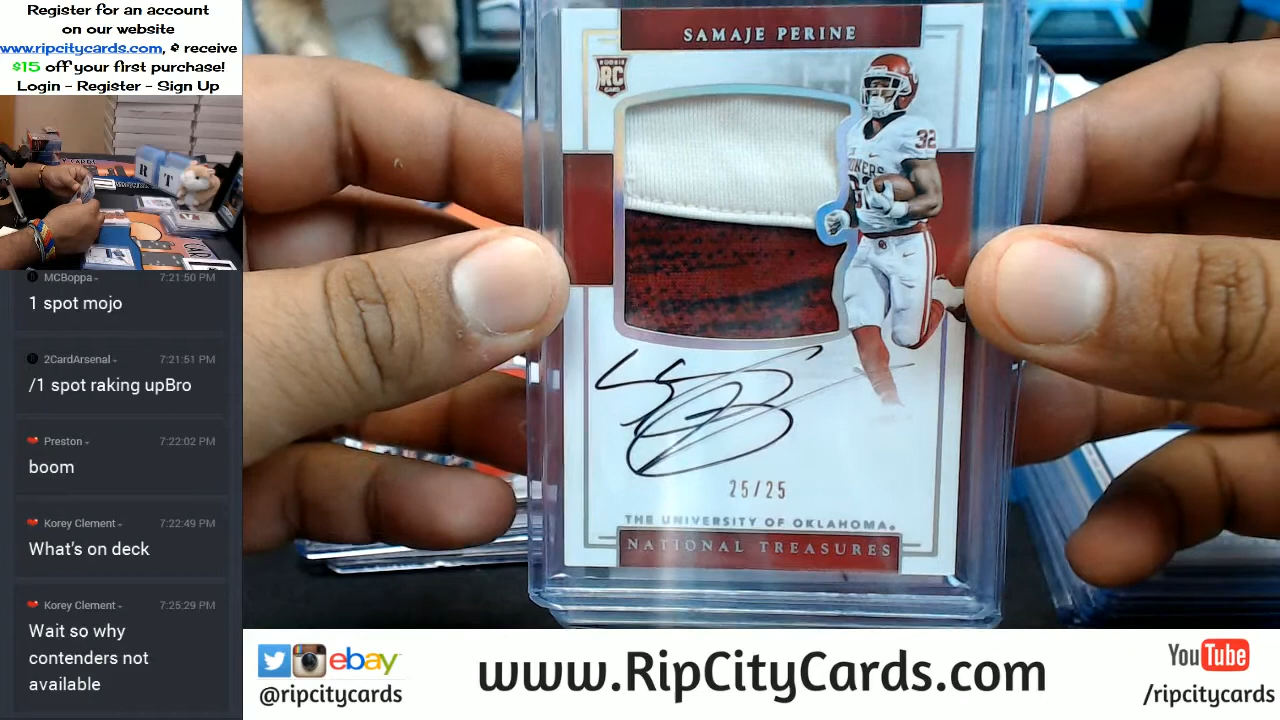 Register for an account
on our website
www.ripcitycards.com, & receive
$15 off your first purchase!
Login - Register - Sign Up
R T
MCBoppa
7:21:50 PM
1 spot mojo
2CardArsenal
7:21:51 PM
/1 spot raking upBro
Preston
7:22:02 PM
boom
Korey Clement
7:22:49 PM
What's on deck
Korey Clement
7:25:29 PM
Wait so why
contenders not
available
SAMAJE PERINE
ROOKIE
RC
CARD
32
25/25
THE UNIVERSITY OF OKLAHOMA.
NATIONAL TREASURES
ebay
@ripcitycards
www.RipCityCards.com
YouTube
/ripcitycards